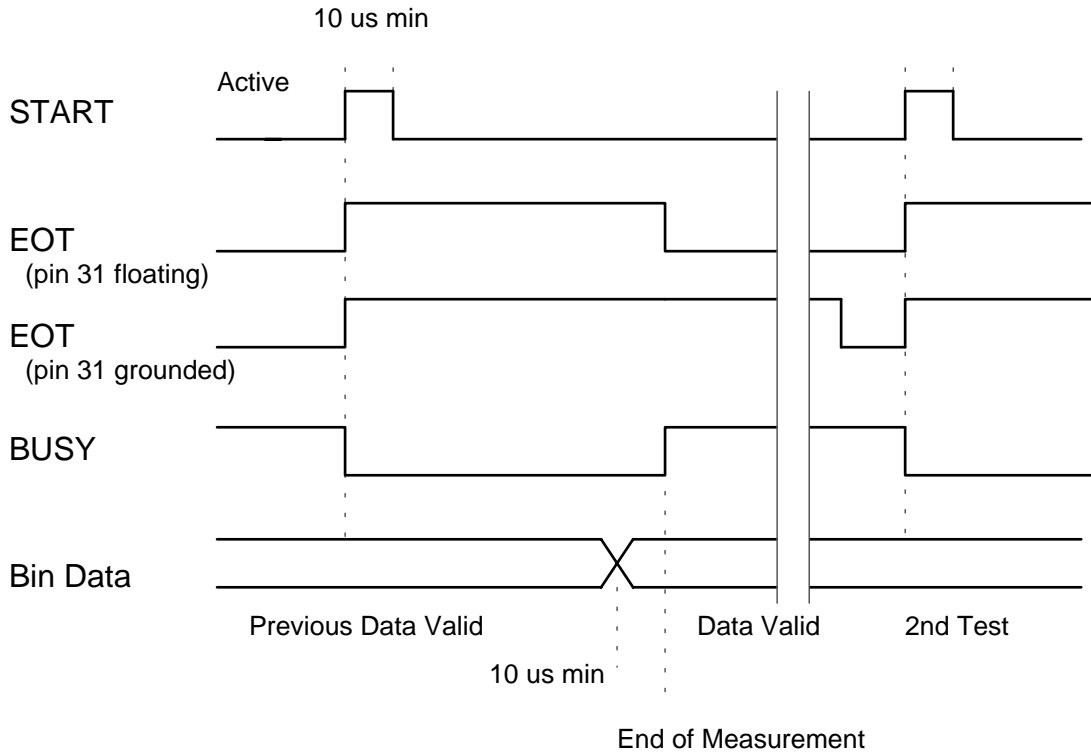 10 us min
Active
START
EOT
(pin 31 floating)
EOT
(pin 31 grounded)
BUSY
Bin Data
Previous Data Valid
Data Valid
2nd Test
10 us min
End of Measurement